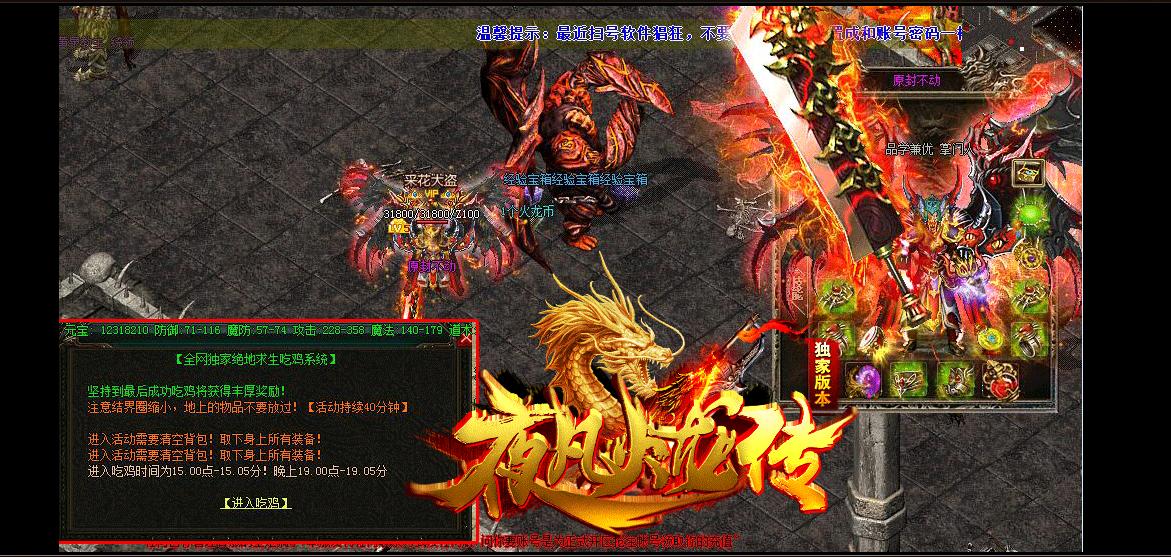 温馨提示：最近扫号软件猖狂，不要
成和账号密码一样
原封不动
品学兼优 掌门人
采花大盗
VIP
经验宝箱经验宝箱经验宝箱
31800/31800/Z100
1个火龙币
原封不动
元宝: 12318210 防御:71-116 魔防:57-74 攻击:228-358 魔法:140-179 道术
【全网独家绝地求生吃鸡系统】
坚持到最后成功吃鸡将获得丰厚奖励！
注意结界圈缩小，地上的物品不要放过！【活动持续40分钟】
进入活动需要清空背包！取下身上所有装备！
进入活动需要清空背包！取下身上所有装备！
进入吃鸡时间为15.00点-15.05分！晚上19.00点-19.05分
【进入吃鸡】
独家版本
夜凡火龙传